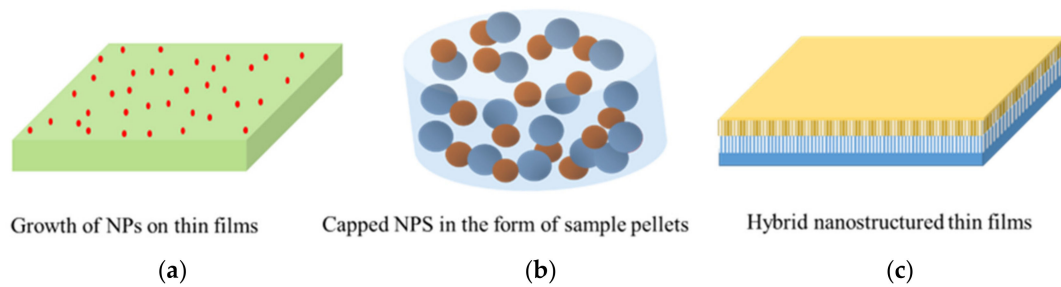 Growth of NPs on thin films
Capped NPS in the form of sample pellets
Hybrid nanostructured thin films
(a)
(b)
(c)